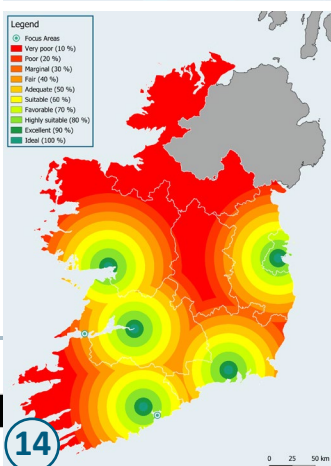 Legend
Focus Areas
Very poor (10 %)
Poor (20 %)
Marginal (30 %)
Fair (40 %)
Adequate (50 %)
Suitable (60 %)
Favorable (70 %)
Highly suitable (80 %)
Excellent (90 %)
Ideal (100 %)
14
0 25 50 km